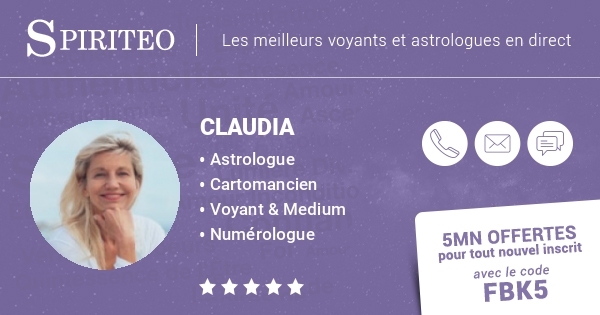 SPIRITEO
Les meilleurs voyants et astrologues en direct
CLAUDIA
• Astrologue
• Cartomancien
• Voyant & Medium
• Numérologue
5MN OFFERTES
pour tout nouvel inscrit
avec le code
FBK5